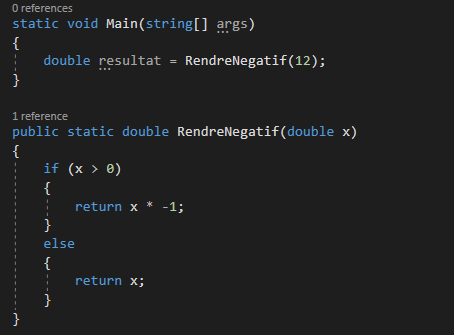 0 references
static void Main(string[] args)
{
double resultat = RendreNegatif(12);
}
1 reference
public static double RendreNegatif(double x)
{
if (x > 0)
{
return x * -1;
}
else
{
return x;
}
}